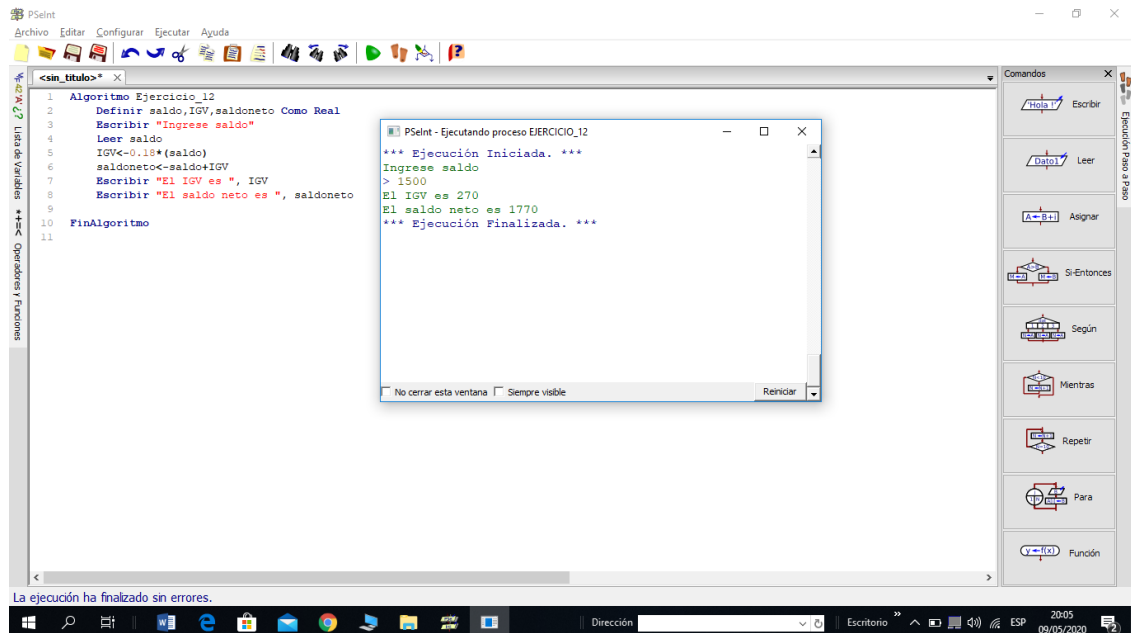 PSeInt
Archivo Editar Configurar Ejecutar Ayuda
<sin_titulo>*
Comandos
1 Algoritmo Ejercicio_12
2 Definir saldo,IGV,saldoneto Como Real
3 Escribir "Ingrese saldo"
4 Leer saldo
5 IGV<-0.18*(saldo)
6 saldoneto<-saldo+IGV
7 Escribir "El IGV es ", IGV
8 Escribir "El saldo neto es ", saldoneto
9
10 FinAlgoritmo
11
PSeInt - Ejecutando proceso EJERCICIO_12
*** Ejecución Iniciada. ***
Ingrese saldo
> 1500
El IGV es 270
El saldo neto es 1770
*** Ejecución Finalizada. ***
No cerrar esta ventana Siempre visible Reiniciar
Lista de Variables
Operadores y Funciones
Ejecución Paso a Paso
'Hola !' Escribir
Dato1 Leer
A←B+i Asignar
Si-Entonces
Según
Mientras
Repetir
Para
y←f(x) Función
La ejecución ha finalizado sin errores.
Dirección
Escritorio
ESP
20:05
09/05/2020